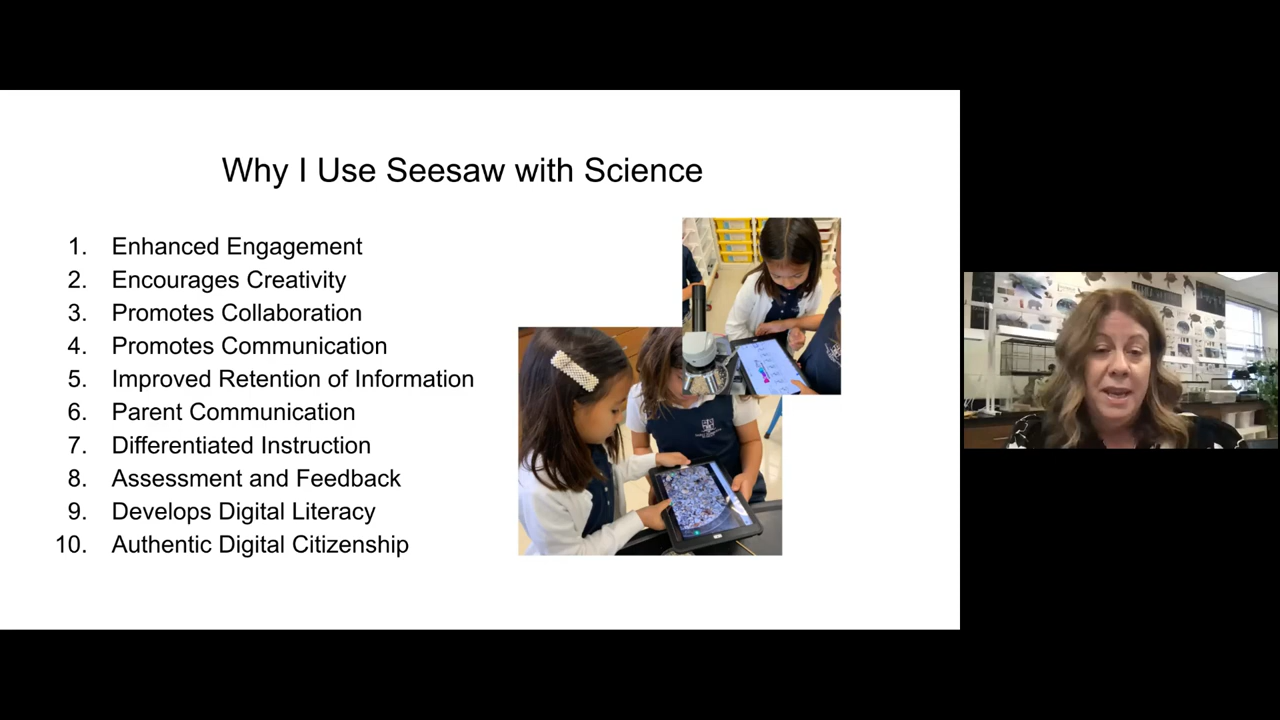 Why I Use Seesaw with Science
1. Enhanced Engagement
2. Encourages Creativity
3. Promotes Collaboration
4. Promotes Communication
5. Improved Retention of Information
6. Parent Communication
7. Differentiated Instruction
8. Assessment and Feedback
9. Develops Digital Literacy
10. Authentic Digital Citizenship